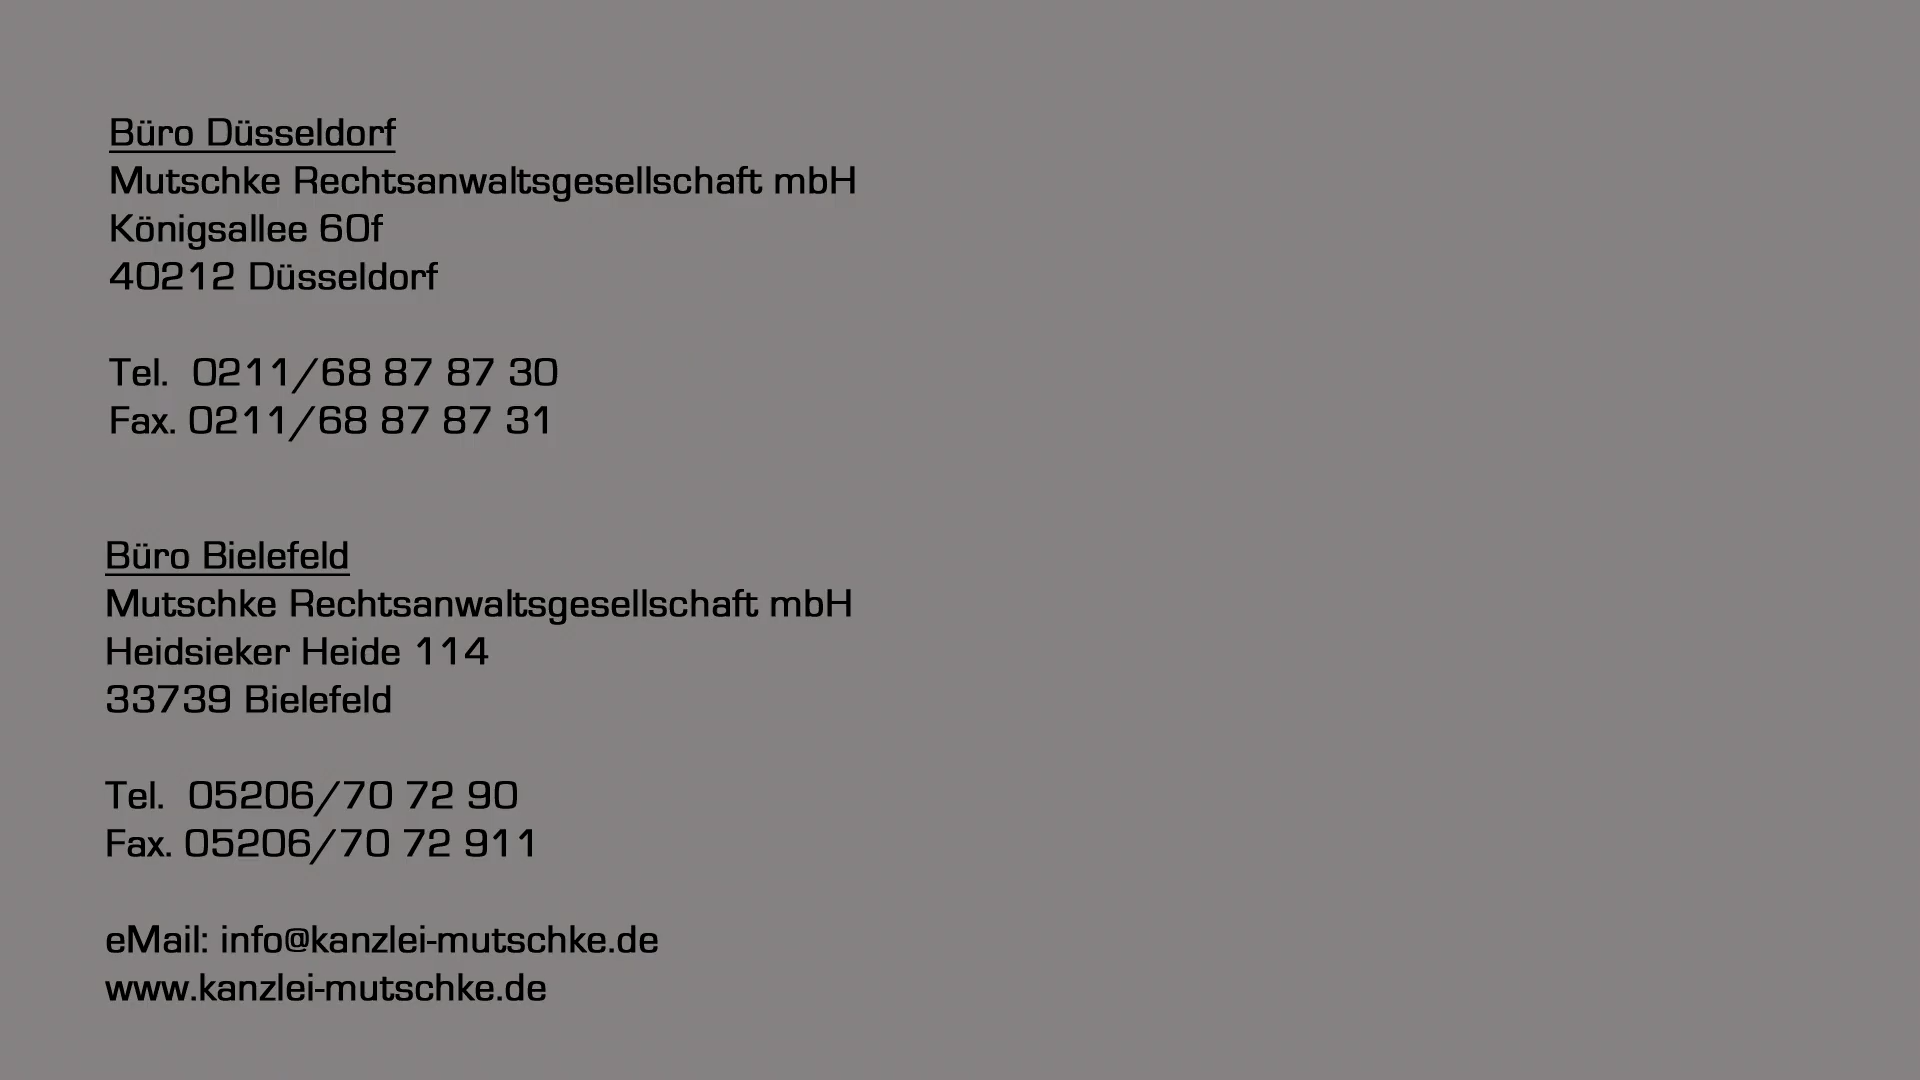 Büro Düsseldorf
Mutschke Rechtsanwaltsgesellschaft mbH
Königsallee 60f
40212 Düsseldorf
Tel. 0211/68 87 87 30
Fax. 0211/68 87 87 31
Büro Bielefeld
Mutschke Rechtsanwaltsgesellschaft mbH
Heidsieker Heide 114
33739 Bielefeld
Tel. 05206/70 72 90
Fax. 05206/70 72 911
eMail: info@kanzlei-mutschke.de
www.kanzlei-mutschke.de